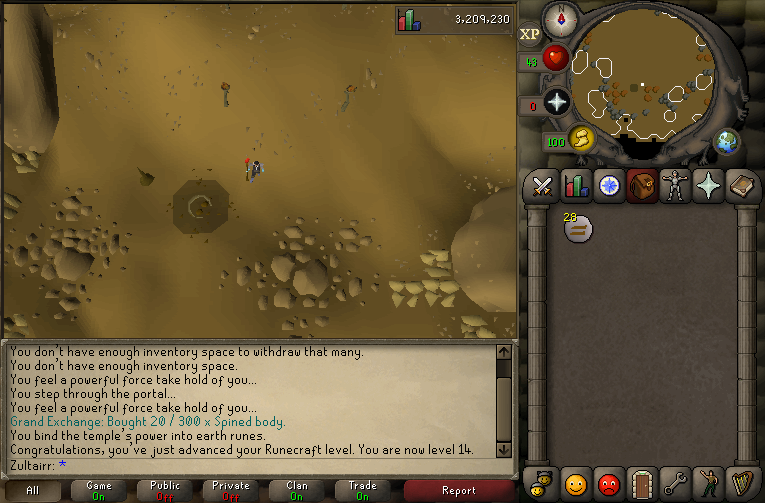 3,209,230
XP
43
0
100
28
You don't have enough inventory space to withdraw that many.
You don't have enough inventory space.
You feel a powerful force take hold of you...
You step through the portal...
You feel a powerful force take hold of you...
Grand Exchange: Bought 20 / 300 x Spined body.
You bind the temple's power into earth runes.
Congratulations, you've just advanced your Runecraft level. You are now level 14.
Zultairr: *
All
Game
On
Public
Off
Private
Off
Clan
On
Trade
On
Report